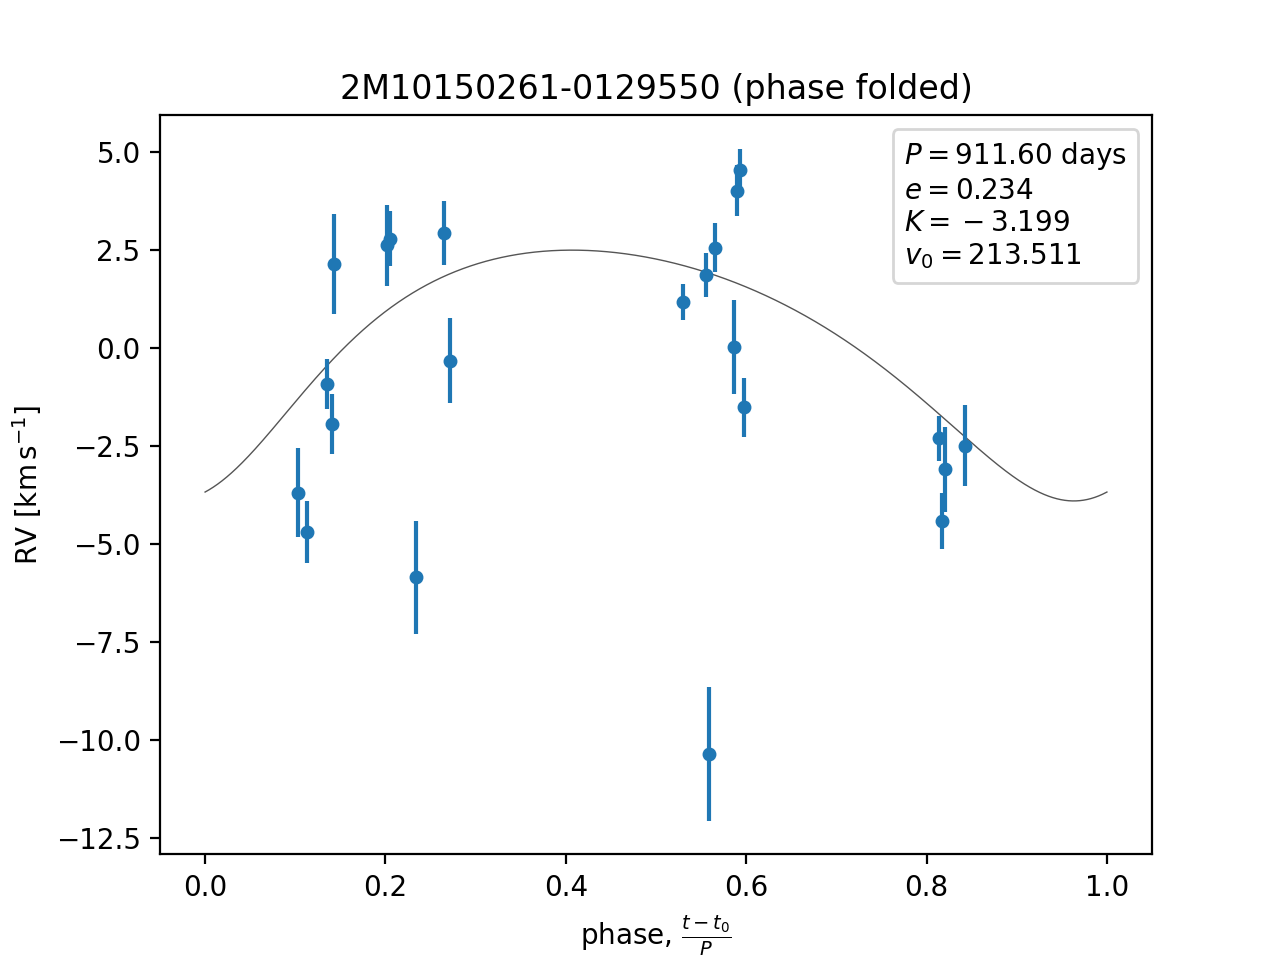 2M10150261-0129550 (phase folded)
P = 911.60 days
e = 0.234
K = −3.199
v₀ = 213.511
5.0
2.5
0.0
−2.5
−5.0
−7.5
−10.0
−12.5
RV [km s⁻¹]
0.0 0.2 0.4 0.6 0.8 1.0
phase, (t − t₀)/P